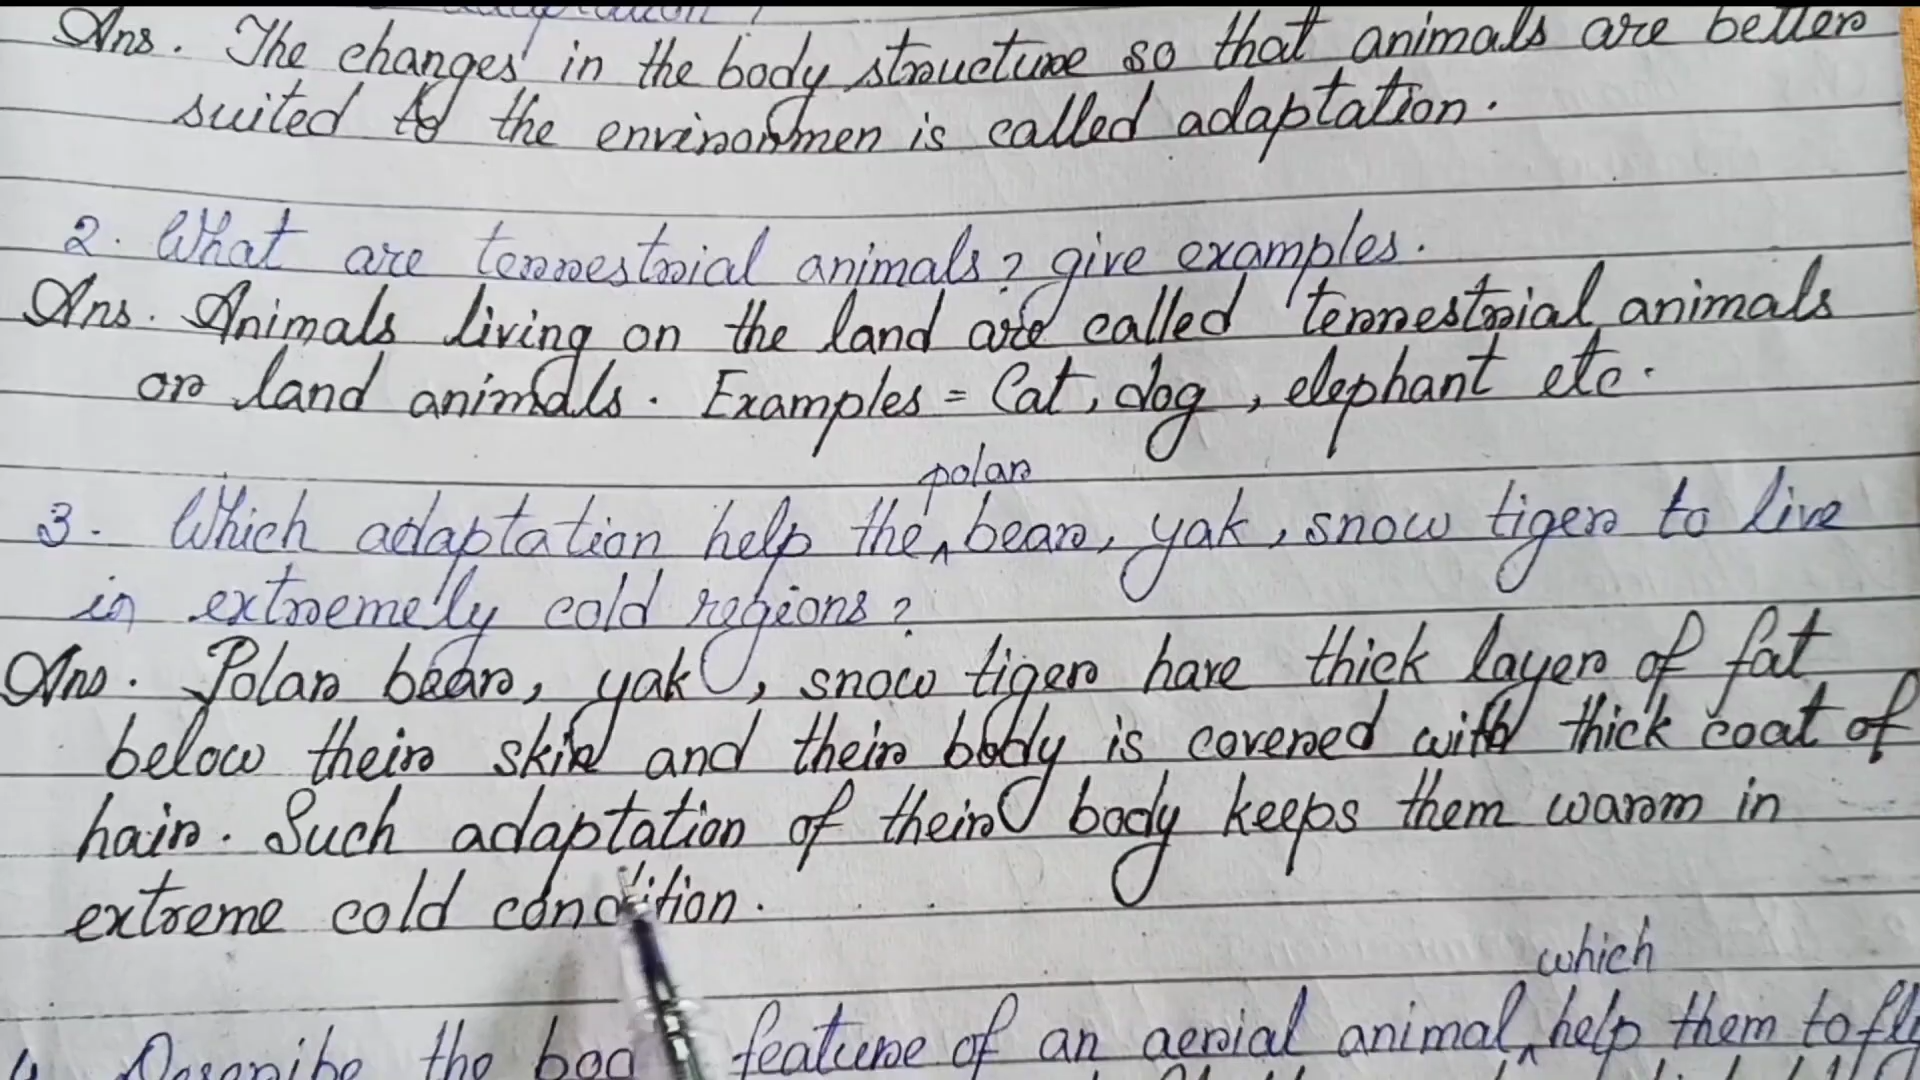 Ans. The changes in the body structure so that animals are better
suited to the environmen is called adaptation.
2. What are terrestrial animals? give examples.
Ans. Animals living on the land are called terrestrial animals
or land animals. Examples = Cat, dog, elephant etc.
polar
3. Which adaptation help the ^ bear, yak, snow tiger to live
in extremely cold regions?
Ans. Polar bear, yak, snow tiger have thick layer of fat
below their skin and their body is covered with thick coat of
hair. Such adaptation of their body keeps them warm in
extreme cold condition.
which
4. Describe the feature of an aerial animal ^ help them to fly